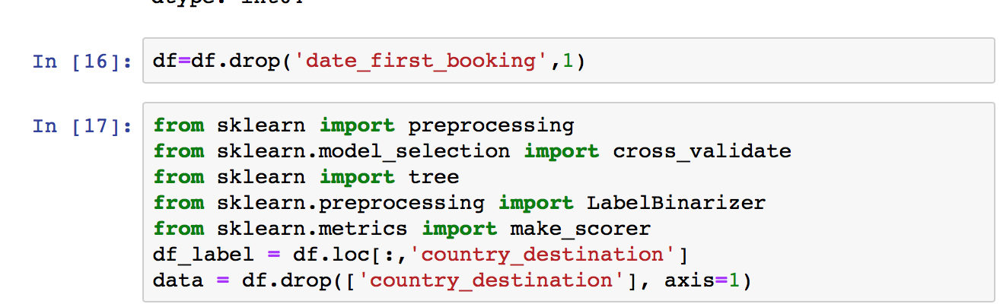 In [16]: df=df.drop('date_first_booking',1)
In [17]: from sklearn import preprocessing
from sklearn.model_selection import cross_validate
from sklearn import tree
from sklearn.preprocessing import LabelBinarizer
from sklearn.metrics import make_scorer
df_label = df.loc[:,'country_destination']
data = df.drop(['country_destination'], axis=1)